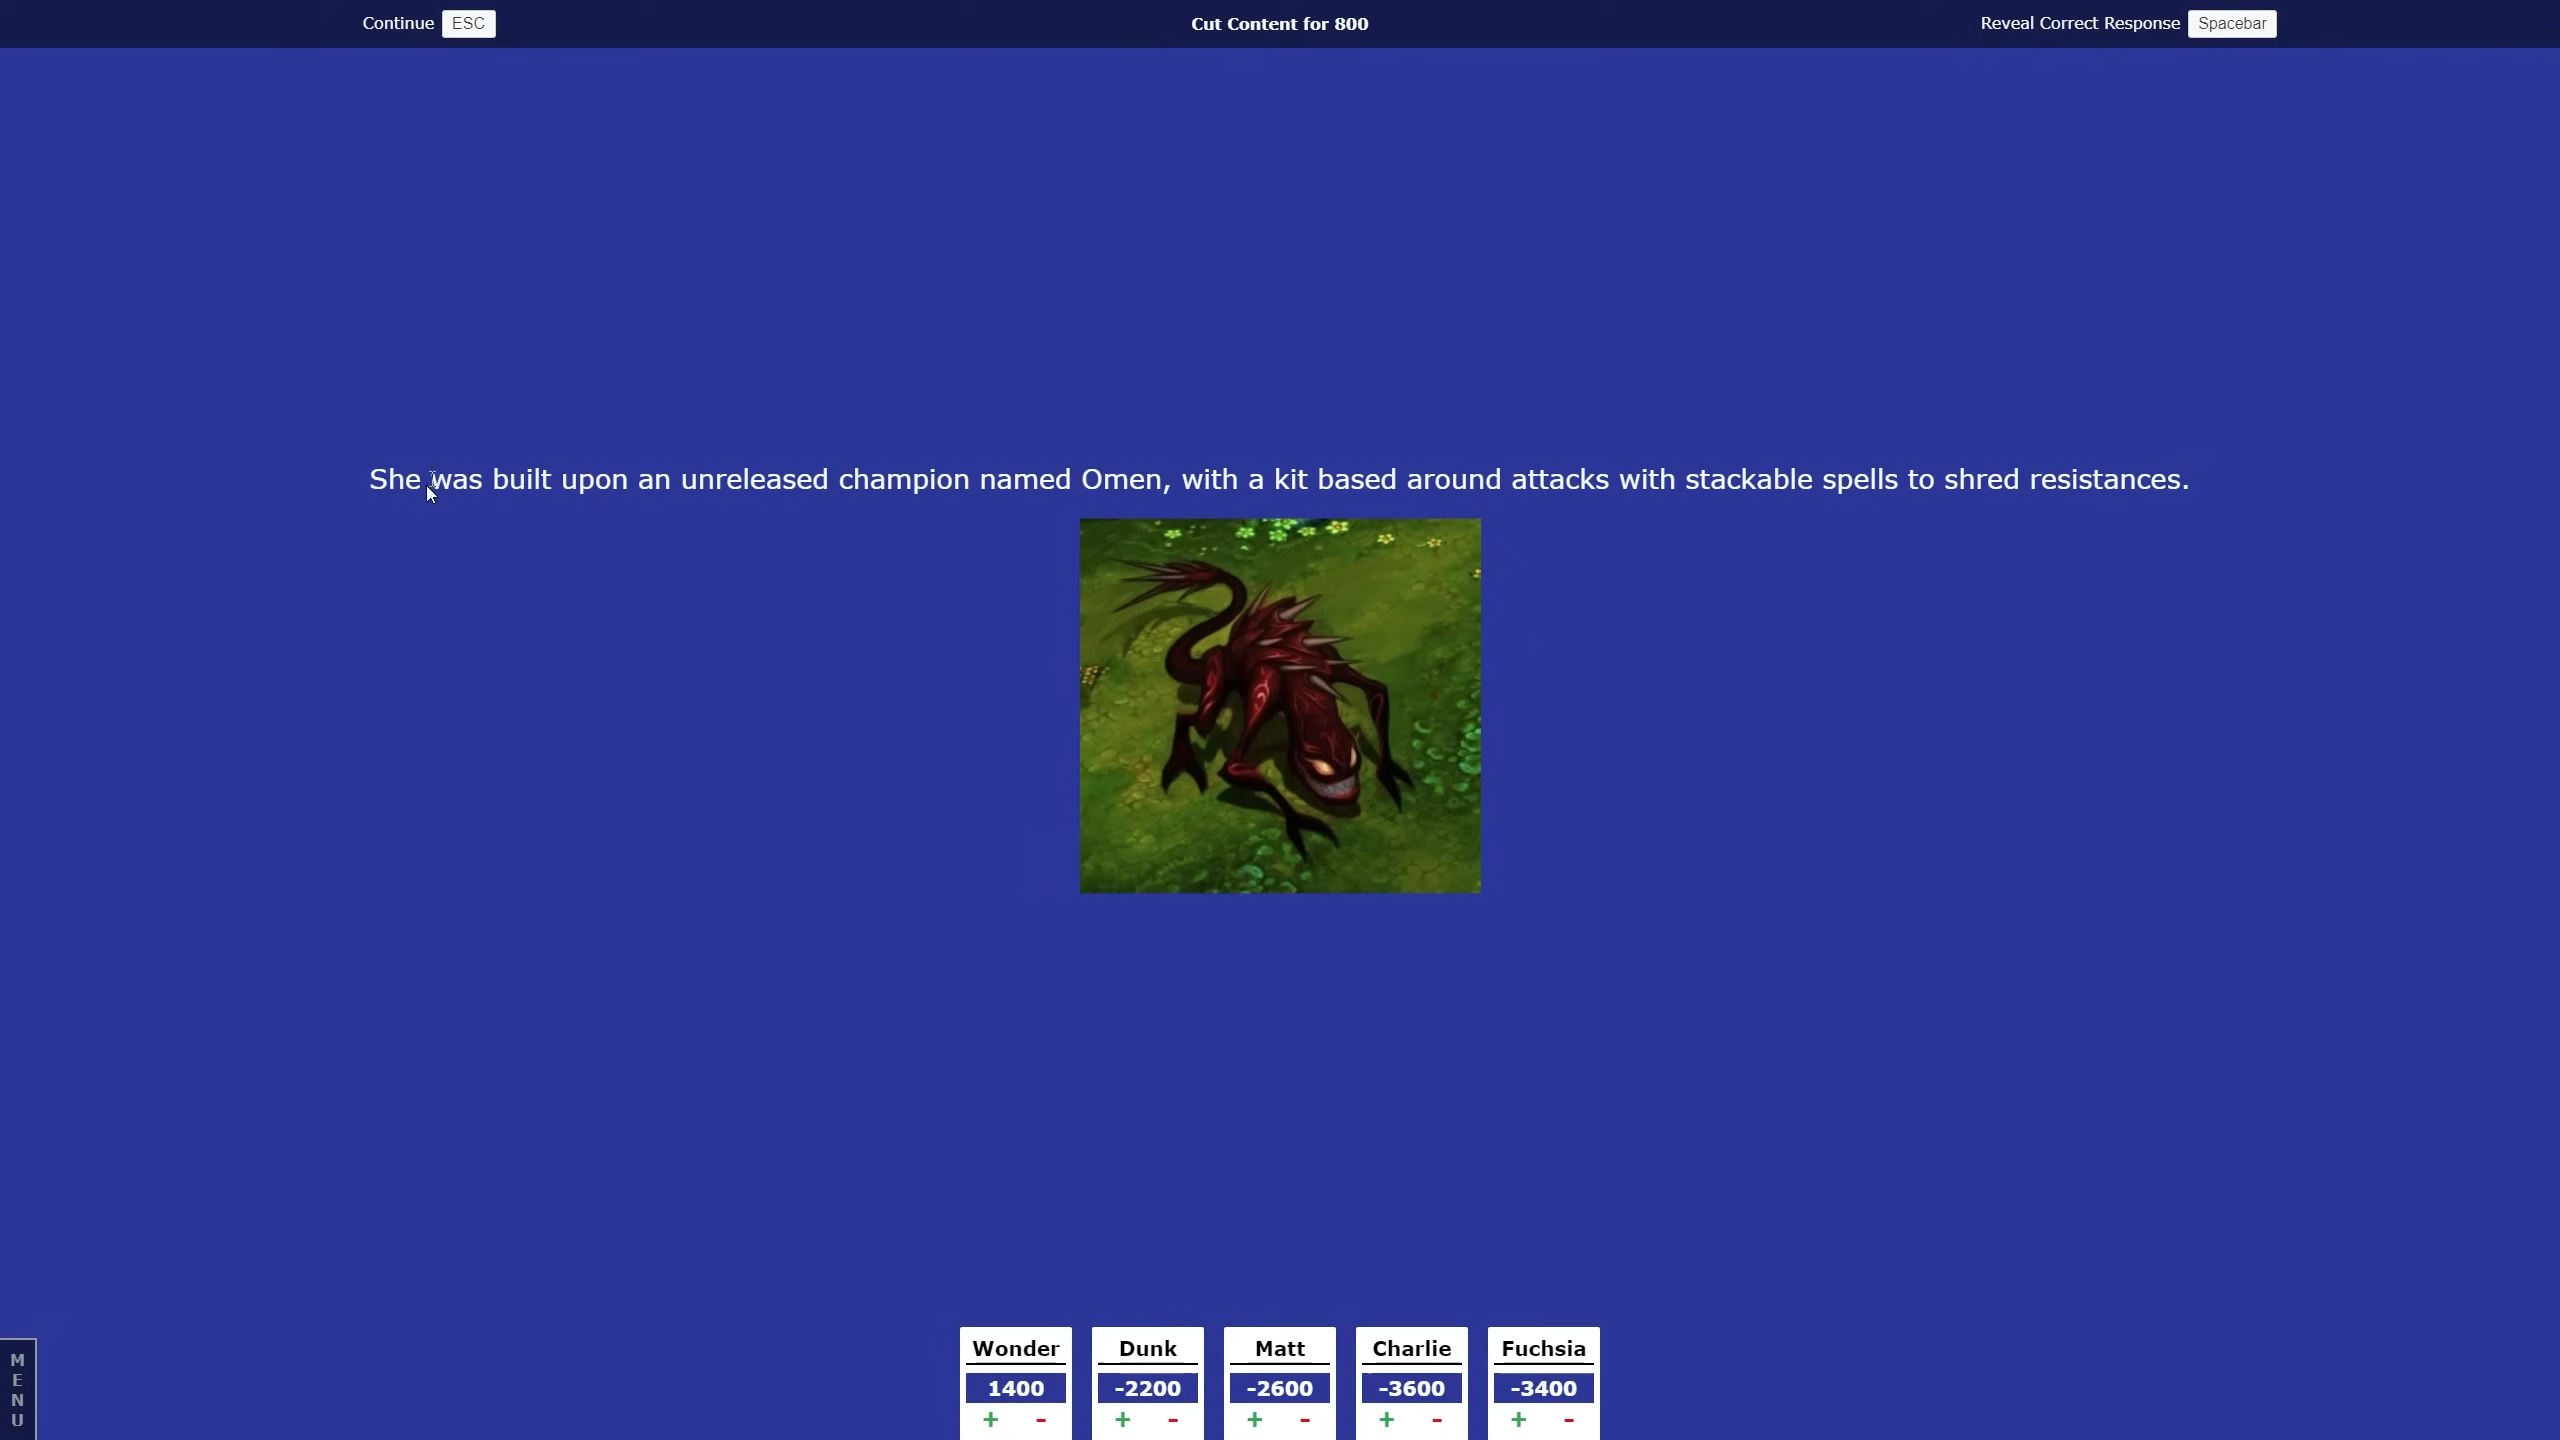 Continue ESC
Cut Content for 800
Reveal Correct Response Spacebar
She was built upon an unreleased champion named Omen, with a kit based around attacks with stackable spells to shred resistances.
MENU
Wonder Dunk Matt Charlie Fuchsia
1400 -2200 -2600 -3600 -3400
+ - + - + - + - + -